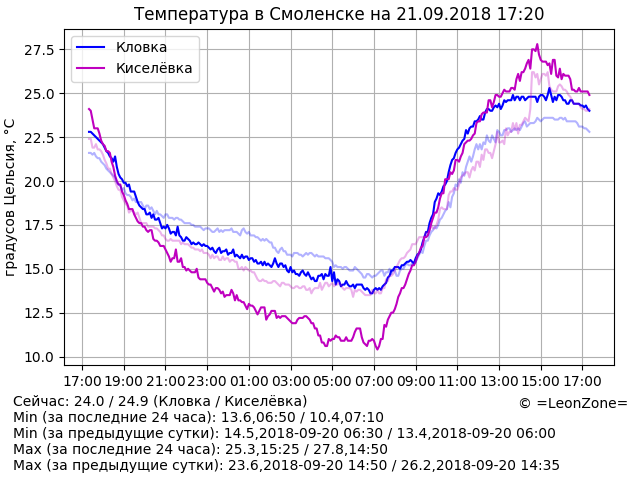 Температура в Смоленске на 21.09.2018 17:20
Кловка
Киселёвка
градусов Цельсия, °C
27.5
25.0
22.5
20.0
17.5
15.0
12.5
10.0
17:00 19:00 21:00 23:00 01:00 03:00 05:00 07:00 09:00 11:00 13:00 15:00 17:00
Сейчас: 24.0 / 24.9 (Кловка / Киселёвка)
© =LeonZone=
Min (за последние 24 часа): 13.6,06:50 / 10.4,07:10
Min (за предыдущие сутки): 14.5,2018-09-20 06:30 / 13.4,2018-09-20 06:00
Max (за последние 24 часа): 25.3,15:25 / 27.8,14:50
Max (за предыдущие сутки): 23.6,2018-09-20 14:50 / 26.2,2018-09-20 14:35